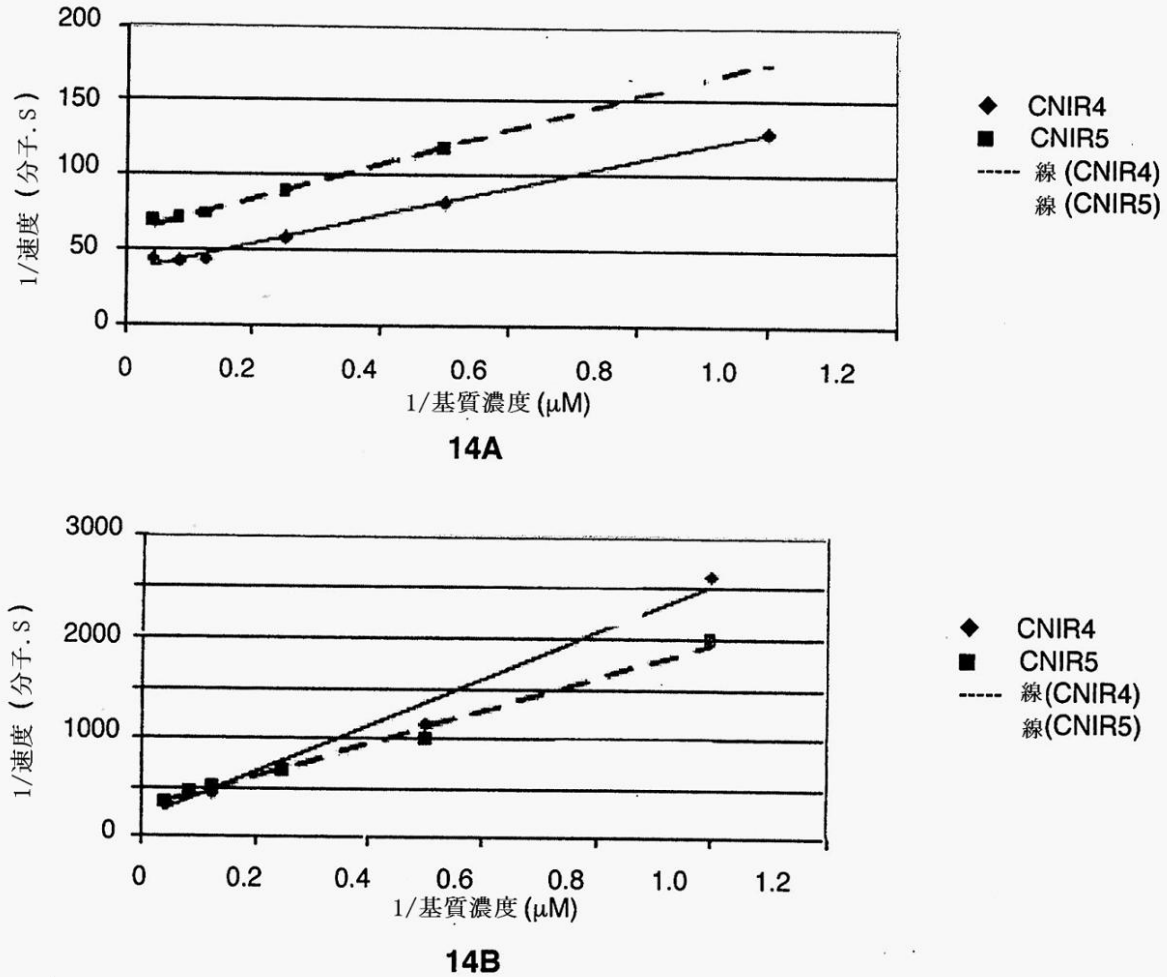 200
150
100
50
0
1/速度 (分子.S)
0 0.2 0.4 0.6 0.8 1.0 1.2
1/基質濃度 (μM)
◆ CNIR4
■ CNIR5
----- 線 (CNIR4)
線 (CNIR5)
14A
3000
2000
1000
0
1/速度 (分子.S)
0 0.2 0.4 0.6 0.8 1.0 1.2
1/基質濃度 (μM)
◆ CNIR4
■ CNIR5
----- 線(CNIR4)
線(CNIR5)
14B